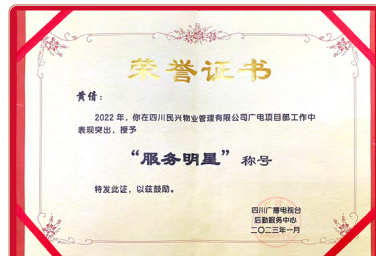 荣誉证书
黄倩：
2022年，你在四川民兴物业管理有限公司广电项目部工作中
表现突出，授予
“服务明星”称号
特发此证，以兹鼓励。
四川广播电视台
后勤服务中心
二〇二三年一月